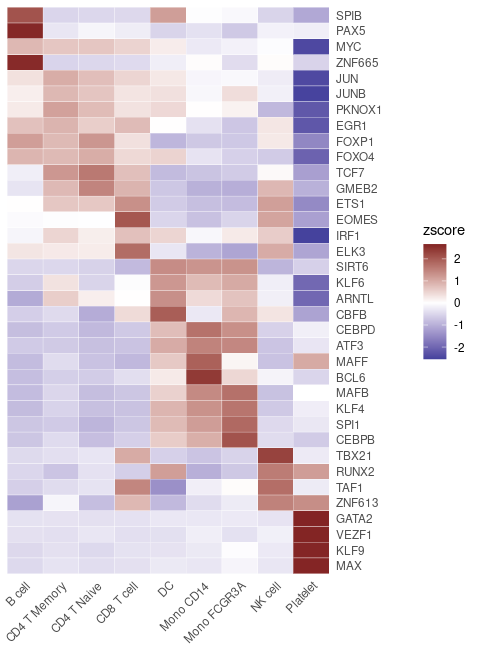 SPIB
PAX5
MYC
ZNF665
JUN
JUNB
PKNOX1
EGR1
FOXP1
FOXO4
TCF7
GMEB2
ETS1
EOMES
IRF1
ELK3
SIRT6
KLF6
ARNTL
CBFB
CEBPD
ATF3
MAFF
BCL6
MAFB
KLF4
SPI1
CEBPB
TBX21
RUNX2
TAF1
ZNF613
GATA2
VEZF1
KLF9
MAX
B cell
CD4 T Memory
CD4 T Naive
CD8 T cell
DC
Mono CD14
Mono FCGR3A
NK cell
Platelet
zscore
2
1
0
-1
-2